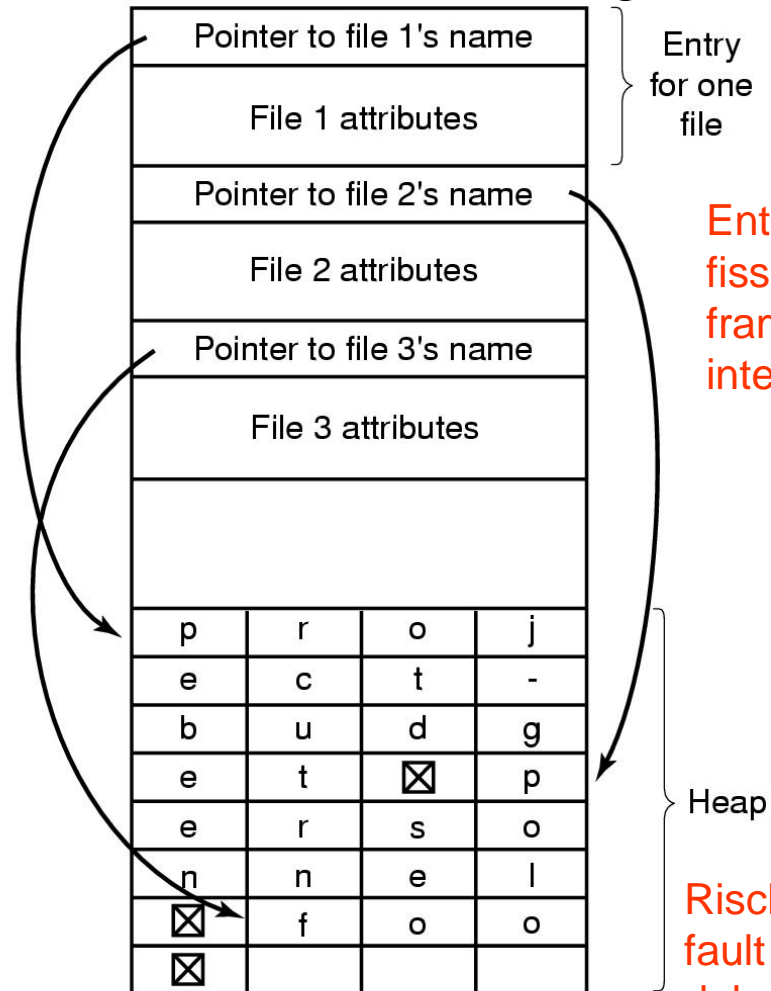 Pointer to file 1's name
Entry
for one
file
File 1 attributes
Pointer to file 2's name
File 2 attributes
Pointer to file 3's name
File 3 attributes
p r o j
e c t -
b u d g
e t ☒ p
e r s o
n n e l
☒ f o o
☒
Heap
fault